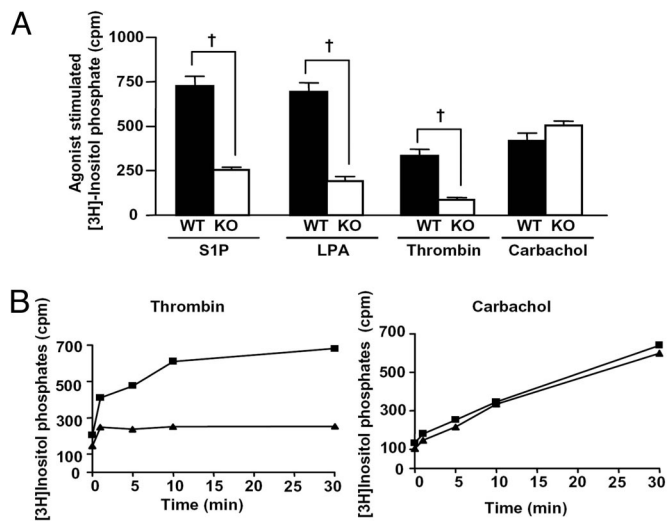 A
Agonist stimulated
[3H]-Inositol phosphate (cpm)
1000
750
500
250
0
†
†
†
WT KO
WT KO
WT KO
WT KO
S1P
LPA
Thrombin
Carbachol
B
Thrombin
[3H]Inositol phosphates (cpm)
700
500
300
100
0
0
5
10
15
20
25
30
Time (min)
Carbachol
[3H]Inositol phosphates (cpm)
700
500
300
100
0
0
5
10
15
20
25
30
Time (min)